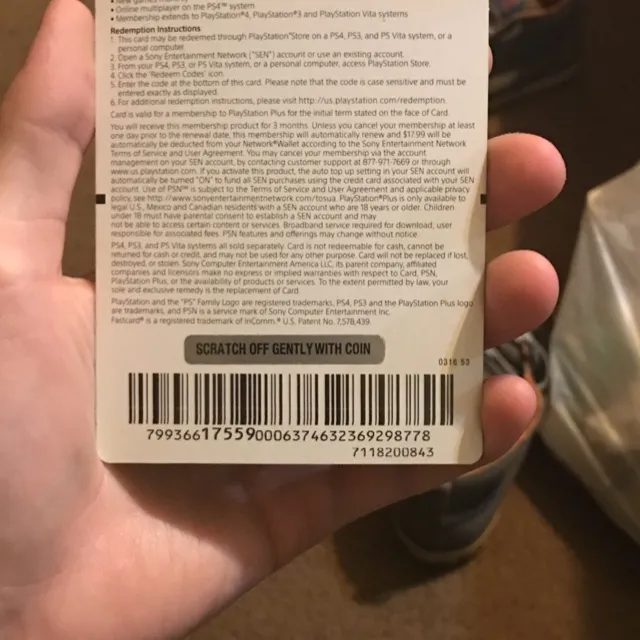 • Online multiplayer on the PS4™ system
• Membership extends to PlayStation®4, PlayStation®3 and PlayStation Vita systems
Redemption Instructions
1. This card may be redeemed through PlayStation®Store on a PS4, PS3, and PS Vita system, or a
personal computer.
2. Open a Sony Entertainment Network ("SEN") account or use an existing account.
3. From your PS4, PS3, or PS Vita system, or a personal computer, access PlayStation Store.
4. Click the 'Redeem Codes' icon.
5. Enter the code at the bottom of this card. Please note that the code is case sensitive and must be
entered exactly as displayed.
6. For additional redemption instructions, please visit http://us.playstation.com/redemption.
Card is valid for a membership to PlayStation Plus for the initial term stated on the face of Card.
You will receive this membership product for 3 months. Unless you cancel your membership at least
one day prior to the renewal date, this membership will automatically renew and $17.99 will be
automatically be deducted from your Network®Wallet according to the Sony Entertainment Network
Terms of Service and User Agreement. You may cancel your membership via the account
management on your SEN account, by contacting customer support at 877-971-7669 or through
www.us.playstation.com. If you activate this product, the auto top up setting in your SEN account will
automatically be turned "ON" to fund all SEN purchases using the credit card associated with your SEN
account. Use of PSN℠ is subject to the Terms of Service and User Agreement and applicable privacy
policy, see http://www.sonyentertainmentnetwork.com/tosua. PlayStation®Plus is only available to
legal U.S., Mexico and Canadian residents with a SEN account who are 18 years or older. Children
under 18 must have parental consent to establish a SEN account and may
not be able to access certain content or services. Broadband service required for download, user
responsible for associated fees. PSN features and offerings may change without notice
PS4, PS3, and PS Vita systems all sold separately. Card is not redeemable for cash, cannot be
returned for cash or credit, and may not be used for any other purpose. Card will not be replaced if lost,
destroyed, or stolen. Sony Computer Entertainment America LLC, its parent company, affiliated
companies and licensors make no express or implied warranties with respect to Card, PSN,
PlayStation Plus, or the availability of products or services. To the extent permitted by law, your
sole and exclusive remedy is the replacement of Card.
PlayStation and the "PS" Family Logo are registered trademarks, PS4, PS3 and the PlayStation Plus logo
are trademarks, and PSN is a service mark of Sony Computer Entertainment Inc.
Fastcard® is a registered trademark of InComm.® U.S. Patent No. 7,578,439.
SCRATCH OFF GENTLY WITH COIN
0316 53
799366175590006374632369298778
7118200843